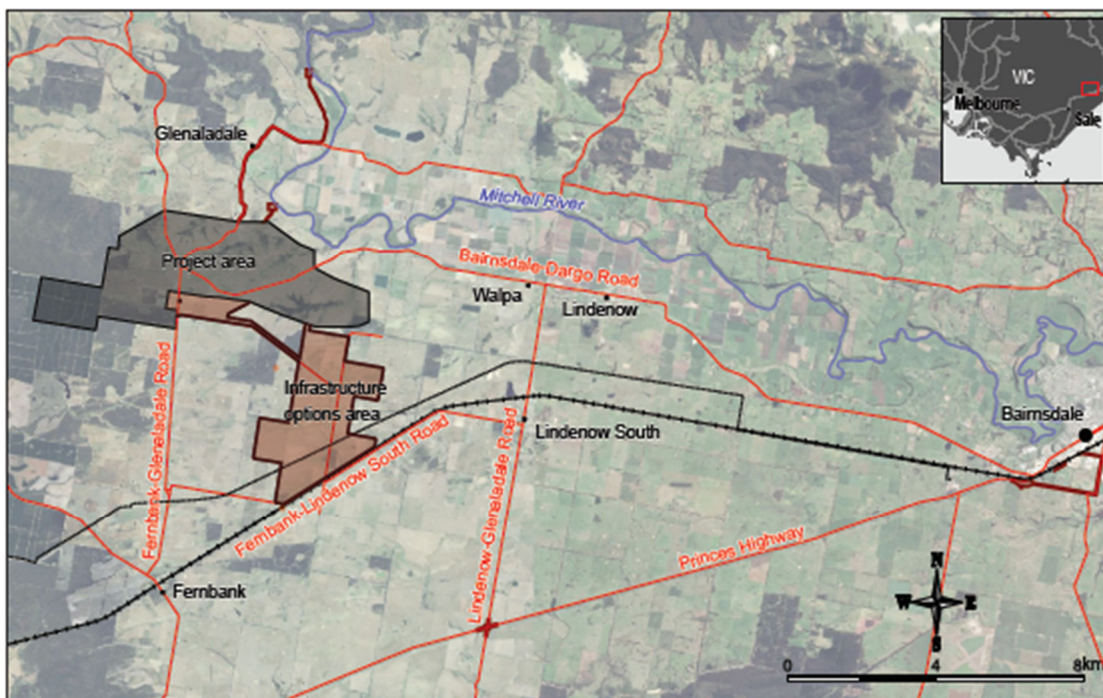 VIC
Melbourne
Sale
Glenaladale
Mitchell River
Project area
Bairnsdale-Dargo Road
Walpa
Lindenow
Fernbank-Glenaladale Road
Infrastructure
options area
Bairnsdale
Lindenow South
Fernbank-Lindenow South Road
Lindenow-Glenaladale Road
Princes Highway
Fernbank
N
W
E
S
0
4
8km